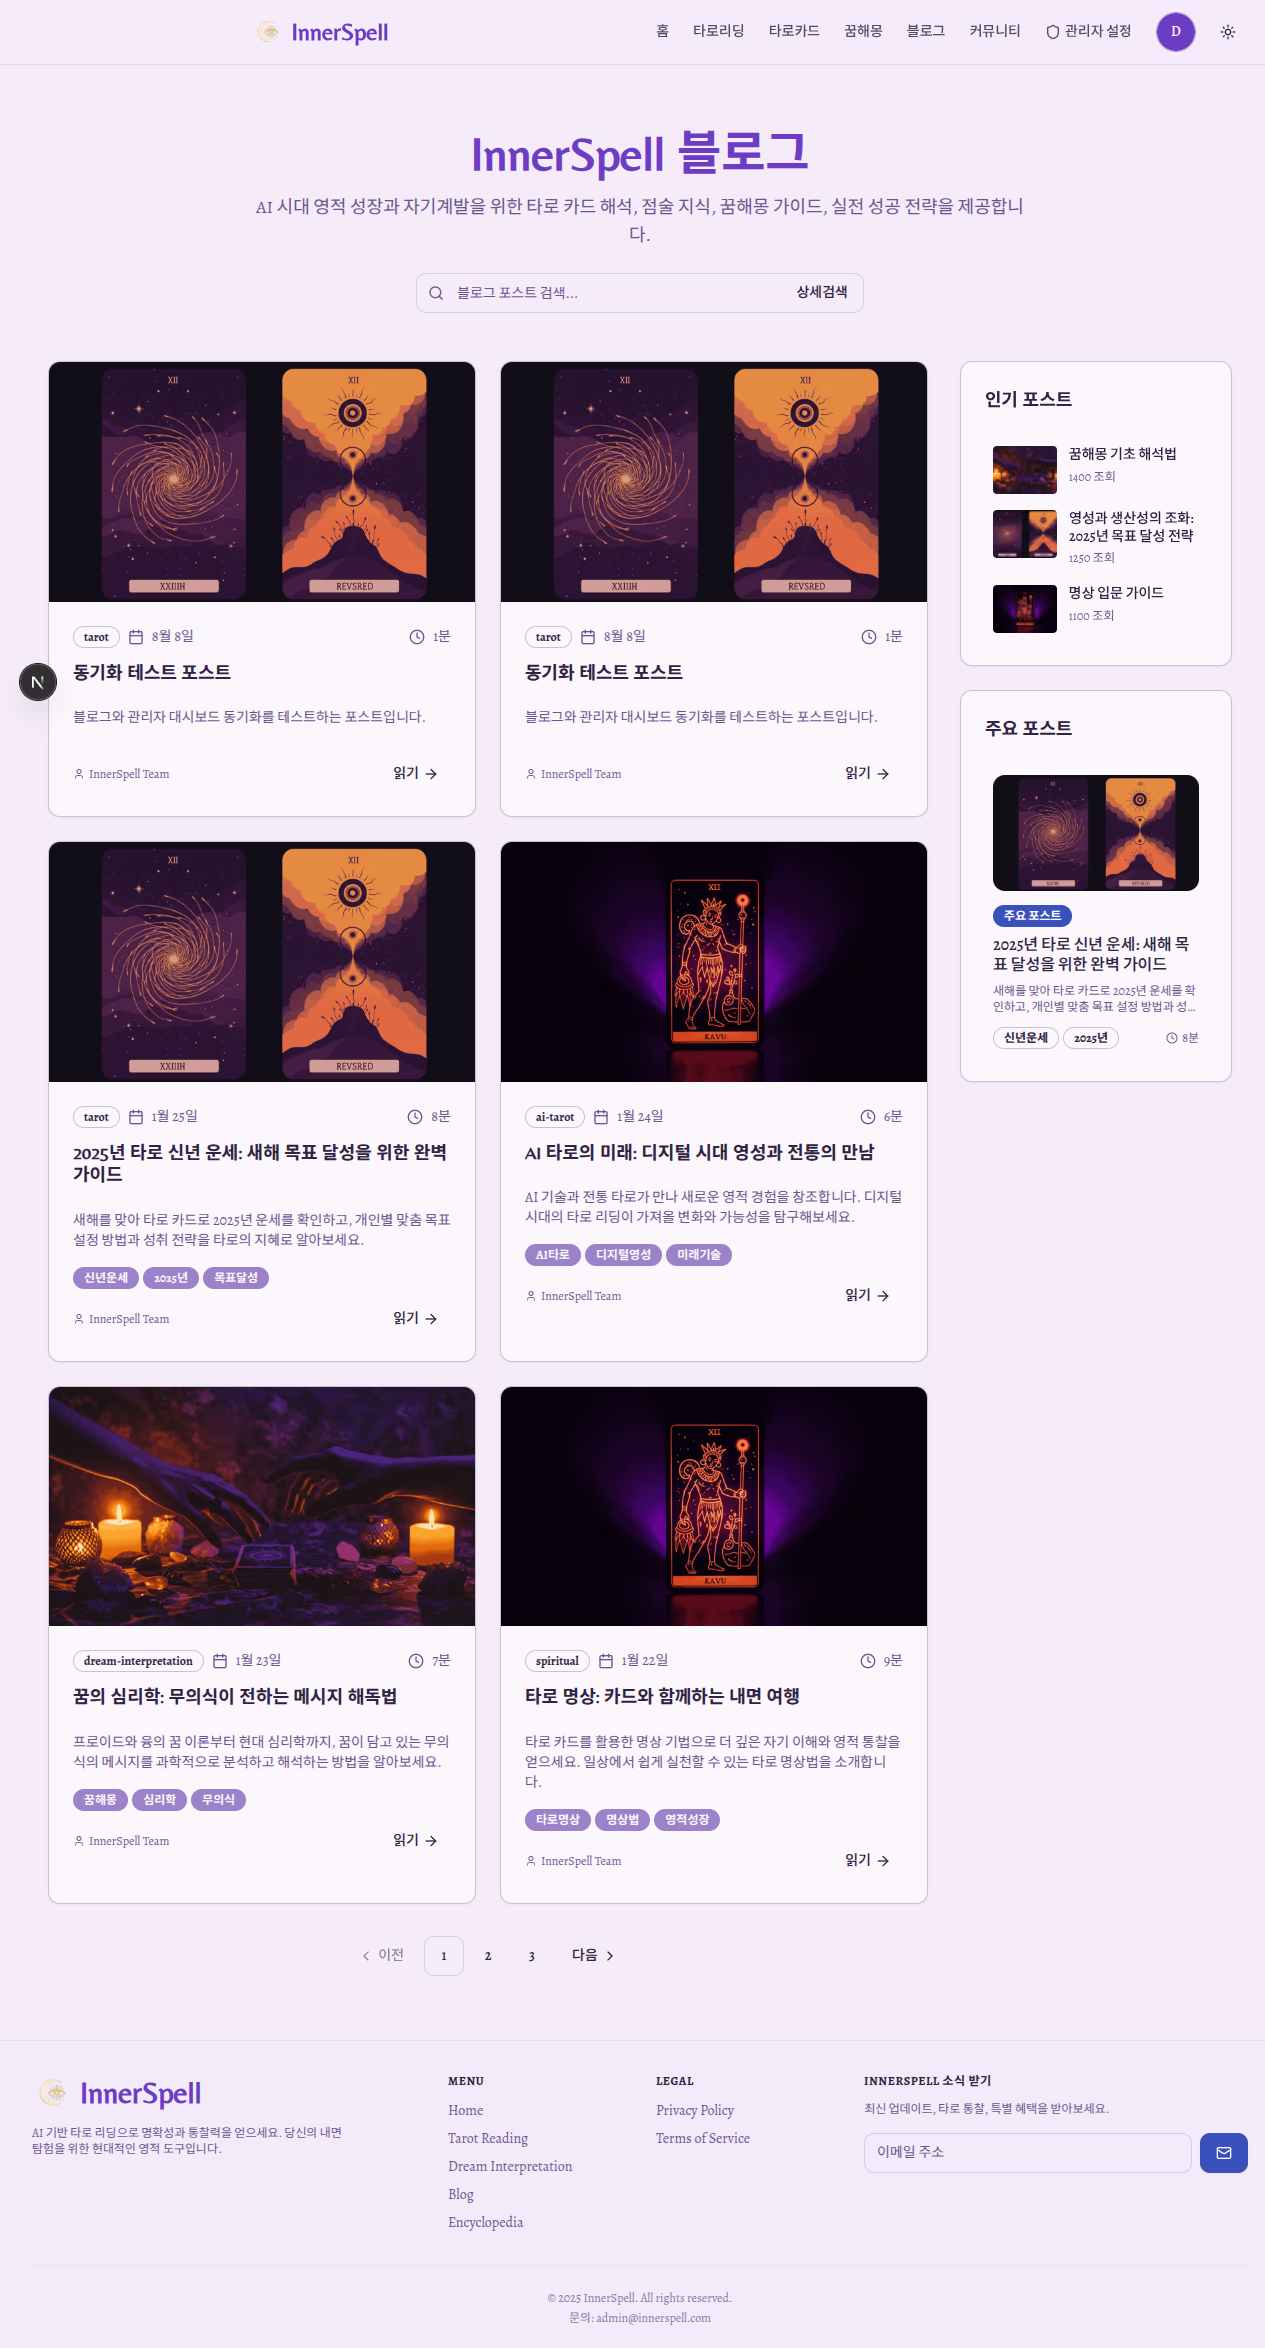 InnerSpell
홈
타로리딩
타로카드
꿈해몽
블로그
커뮤니티
관리자 설정
D
InnerSpell 블로그
AI 시대 영적 성장과 자기계발을 위한 타로 카드 해석, 점술 지식, 꿈해몽 가이드, 실전 성공 전략을 제공합니
다.
블로그 포스트 검색...
상세검색
XII
XII
XXIIIH
REVSRED
tarot
8월 8일
1분
동기화 테스트 포스트
블로그와 관리자 대시보드 동기화를 테스트하는 포스트입니다.
InnerSpell Team
읽기
XII
XII
XXIIIH
REVSRED
tarot
8월 8일
1분
동기화 테스트 포스트
블로그와 관리자 대시보드 동기화를 테스트하는 포스트입니다.
InnerSpell Team
읽기
N
XII
XII
XXIIIH
REVSRED
tarot
1월 25일
8분
2025년 타로 신년 운세: 새해 목표 달성을 위한 완벽
가이드
새해를 맞아 타로 카드로 2025년 운세를 확인하고, 개인별 맞춤 목표
설정 방법과 성취 전략을 타로의 지혜로 알아보세요.
신년운세
2025년
목표달성
InnerSpell Team
읽기
XII
KAVU
ai-tarot
1월 24일
6분
AI 타로의 미래: 디지털 시대 영성과 전통의 만남
AI 기술과 전통 타로가 만나 새로운 영적 경험을 창조합니다. 디지털
시대의 타로 리딩이 가져올 변화와 가능성을 탐구해보세요.
AI타로
디지털영성
미래기술
InnerSpell Team
읽기
dream-interpretation
1월 23일
7분
꿈의 심리학: 무의식이 전하는 메시지 해독법
프로이드와 융의 꿈 이론부터 현대 심리학까지, 꿈이 담고 있는 무의
식의 메시지를 과학적으로 분석하고 해석하는 방법을 알아보세요.
꿈해몽
심리학
무의식
InnerSpell Team
읽기
XII
KAVU
spiritual
1월 22일
9분
타로 명상: 카드와 함께하는 내면 여행
타로 카드를 활용한 명상 기법으로 더 깊은 자기 이해와 영적 통찰을
얻으세요. 일상에서 쉽게 실천할 수 있는 타로 명상법을 소개합니
다.
타로명상
명상법
영적성장
InnerSpell Team
읽기
이전
1
2
3
다음
인기 포스트
꿈해몽 기초 해석법
1400 조회
영성과 생산성의 조화:
2025년 목표 달성 전략
1250 조회
명상 입문 가이드
1100 조회
주요 포스트
주요 포스트
2025년 타로 신년 운세: 새해 목
표 달성을 위한 완벽 가이드
새해를 맞아 타로 카드로 2025년 운세를 확
인하고, 개인별 맞춤 목표 설정 방법과 성...
신년운세
2025년
8분
InnerSpell
AI 기반 타로 리딩으로 명확성과 통찰력을 얻으세요. 당신의 내면
탐험을 위한 현대적인 영적 도구입니다.
MENU
Home
Tarot Reading
Dream Interpretation
Blog
Encyclopedia
LEGAL
Privacy Policy
Terms of Service
INNERSPELL 소식 받기
최신 업데이트, 타로 통찰, 특별 혜택을 받아보세요.
이메일 주소
© 2025 InnerSpell. All rights reserved.
문의: admin@innerspell.com